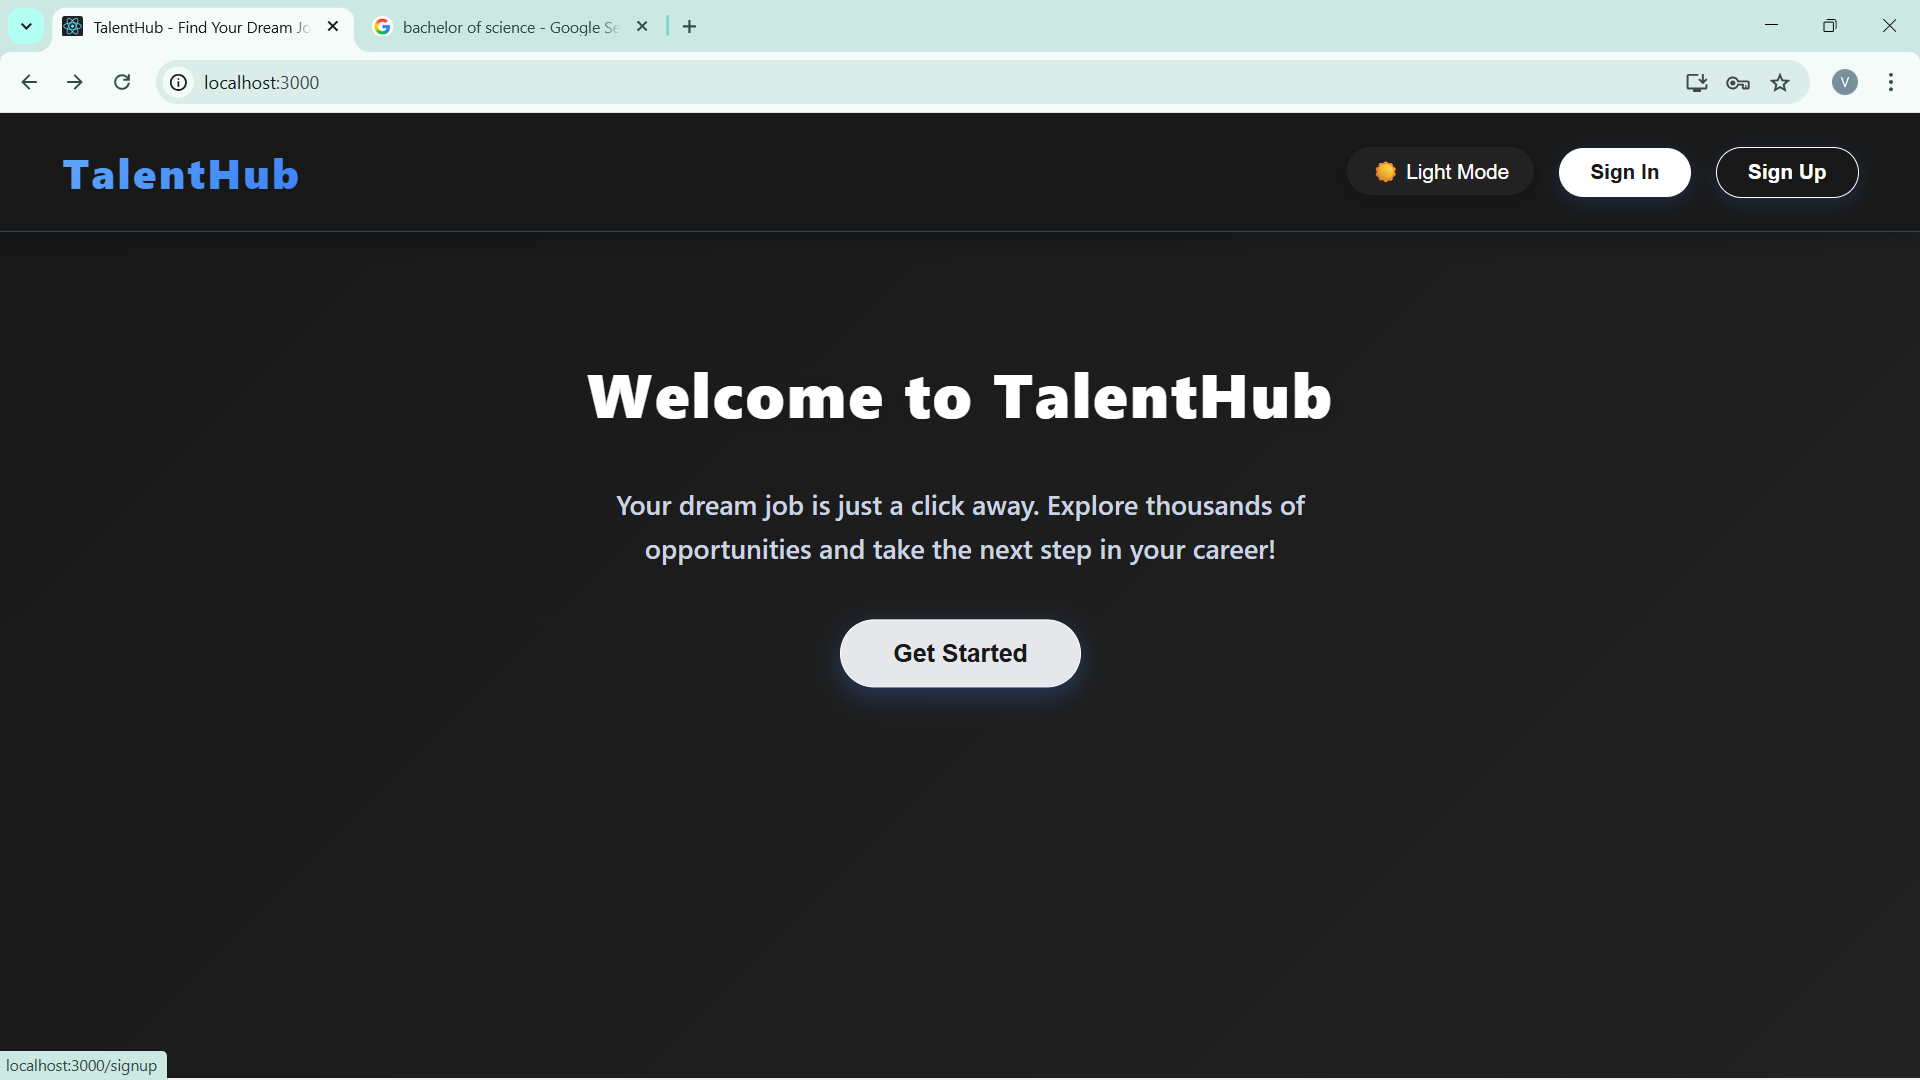 TalentHub - Find Your Dream Jo
bachelor of science - Google Se
localhost:3000
V
TalentHub
Light Mode
Sign In
Sign Up
Welcome to TalentHub
Your dream job is just a click away. Explore thousands of
opportunities and take the next step in your career!
Get Started
localhost:3000/signup